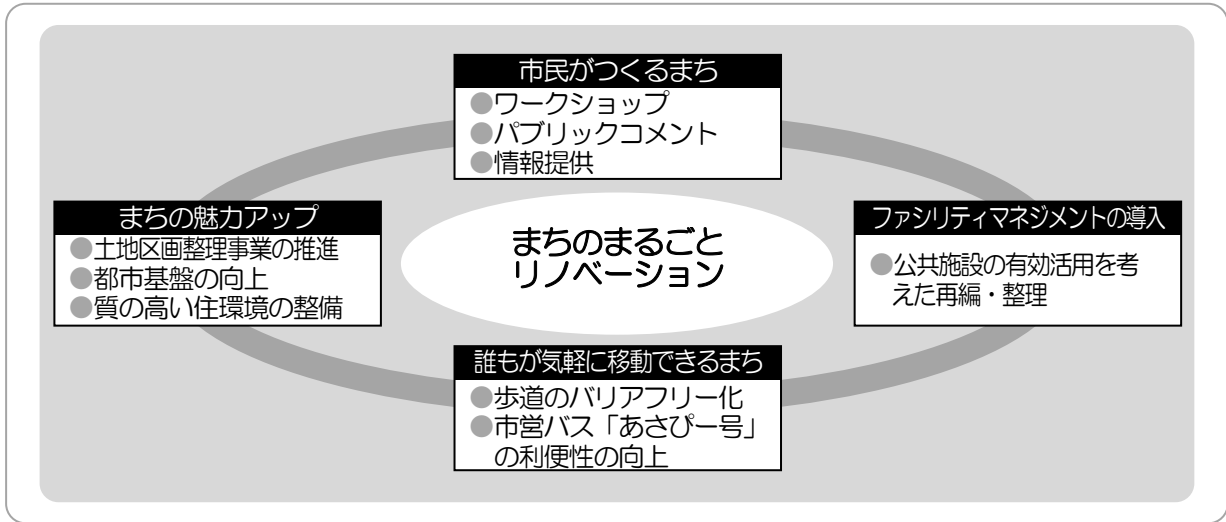 市民がつくるまち
●ワークショップ
●パブリックコメント
●情報提供
まちの魅力アップ
●土地区画整理事業の推進
●都市基盤の向上
●質の高い住環境の整備
まちのまるごと
リノベーション
ファシリティマネジメントの導入
●公共施設の有効活用を考
えた再編・整理
誰もが気軽に移動できるまち
●歩道のバリアフリー化
●市営バス「あさぴー号」
の利便性の向上